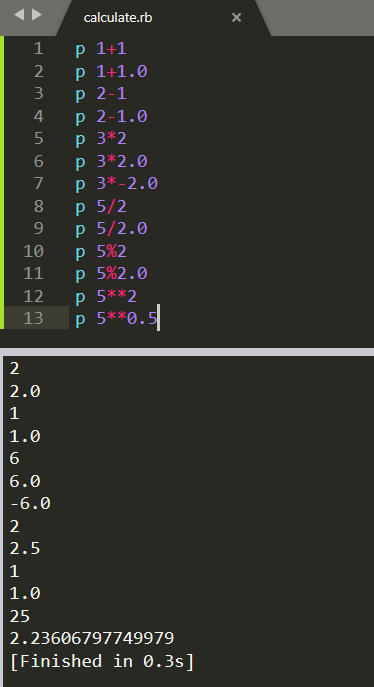 calculate.rb ×
1 p 1+1
2 p 1+1.0
3 p 2-1
4 p 2-1.0
5 p 3*2
6 p 3*2.0
7 p 3*-2.0
8 p 5/2
9 p 5/2.0
10 p 5%2
11 p 5%2.0
12 p 5**2
13 p 5**0.5
2
2.0
1
1.0
6
6.0
-6.0
2
2.5
1
1.0
25
2.23606797749979
[Finished in 0.3s]